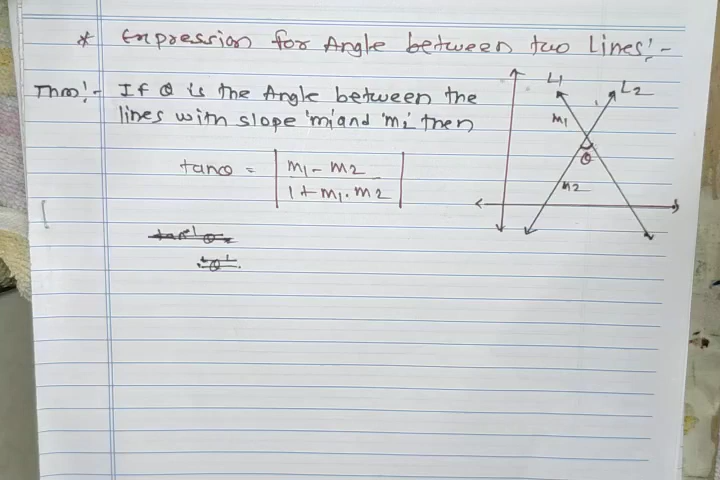 * Expression for Angle between two Lines:-
Thm:- If θ is the Angle between the
lines with slope 'm₁' and 'm₂' then
tanθ = | m₁ - m₂ / 1 + m₁ . m₂ |
L₁
L₂
m₁
θ
m₂